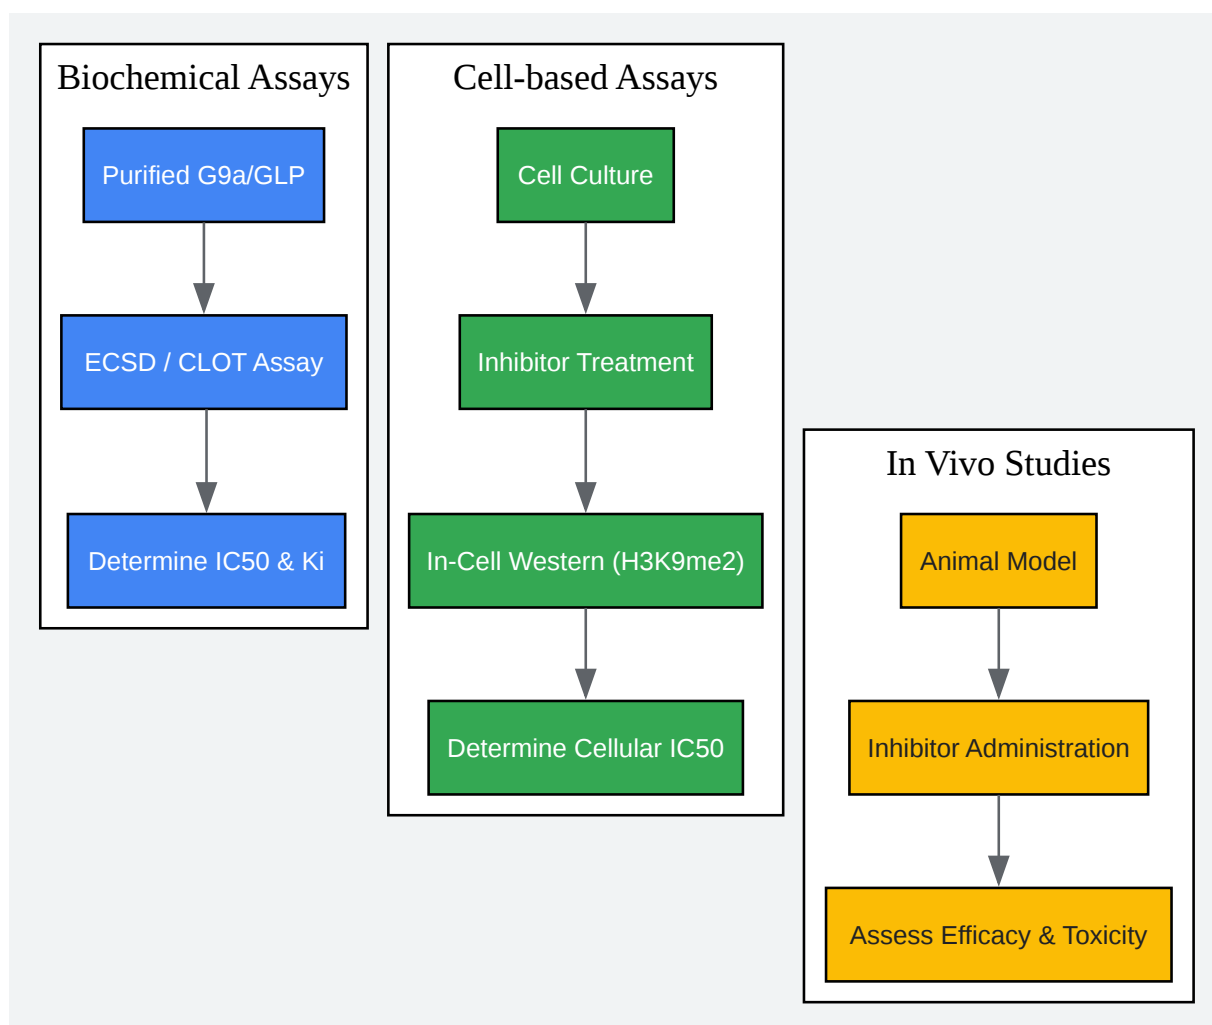 Biochemical Assays
Purified G9a/GLP
ECSD / CLOT Assay
Determine IC50 & Ki
Cell-based Assays
Cell Culture
Inhibitor Treatment
In-Cell Western (H3K9me2)
Determine Cellular IC50
In Vivo Studies
Animal Model
Inhibitor Administration
Assess Efficacy & Toxicity